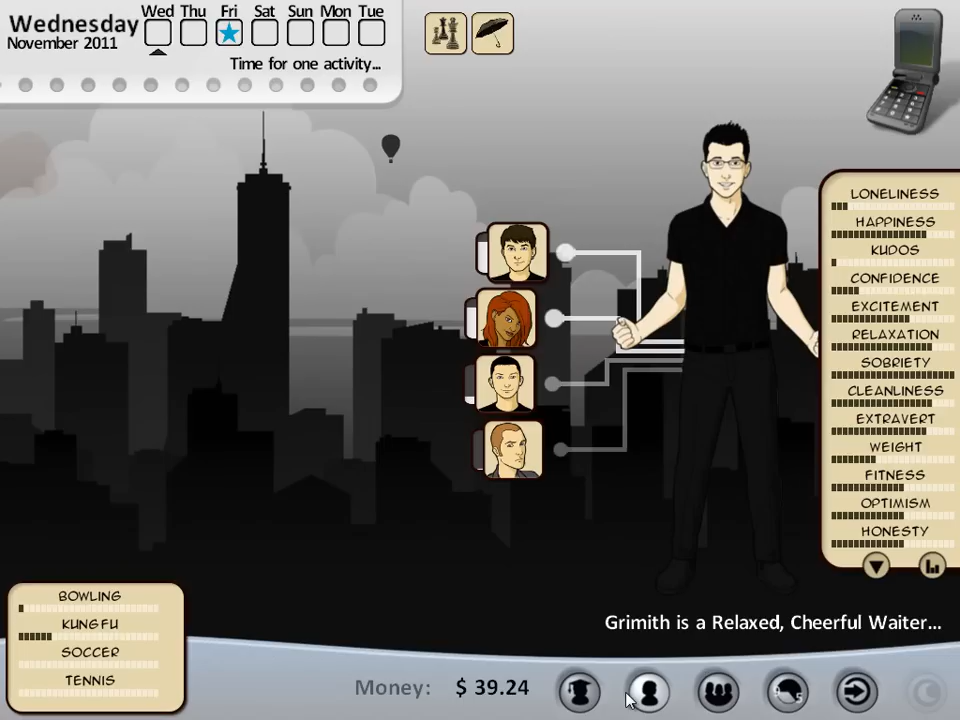 Wednesday
November 2011
Wed Thu Fri Sat Sun Mon Tue
Time for one activity...
LONELINESS
HAPPINESS
KUDOS
CONFIDENCE
EXCITEMENT
RELAXATION
SOBRIETY
CLEANLINESS
EXTRAVERT
WEIGHT
FITNESS
OPTIMISM
HONESTY
BOWLING
KUNG FU
SOCCER
TENNIS
Grimith is a Relaxed, Cheerful Waiter...
Money: $ 39.24